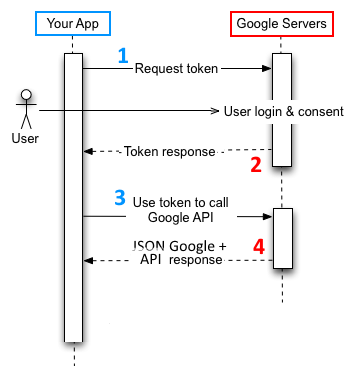 Your App
Google Servers
1
Request token
User login & consent
User
Token response
2
3
Use token to call
Google API
JSON Google +
API response
4